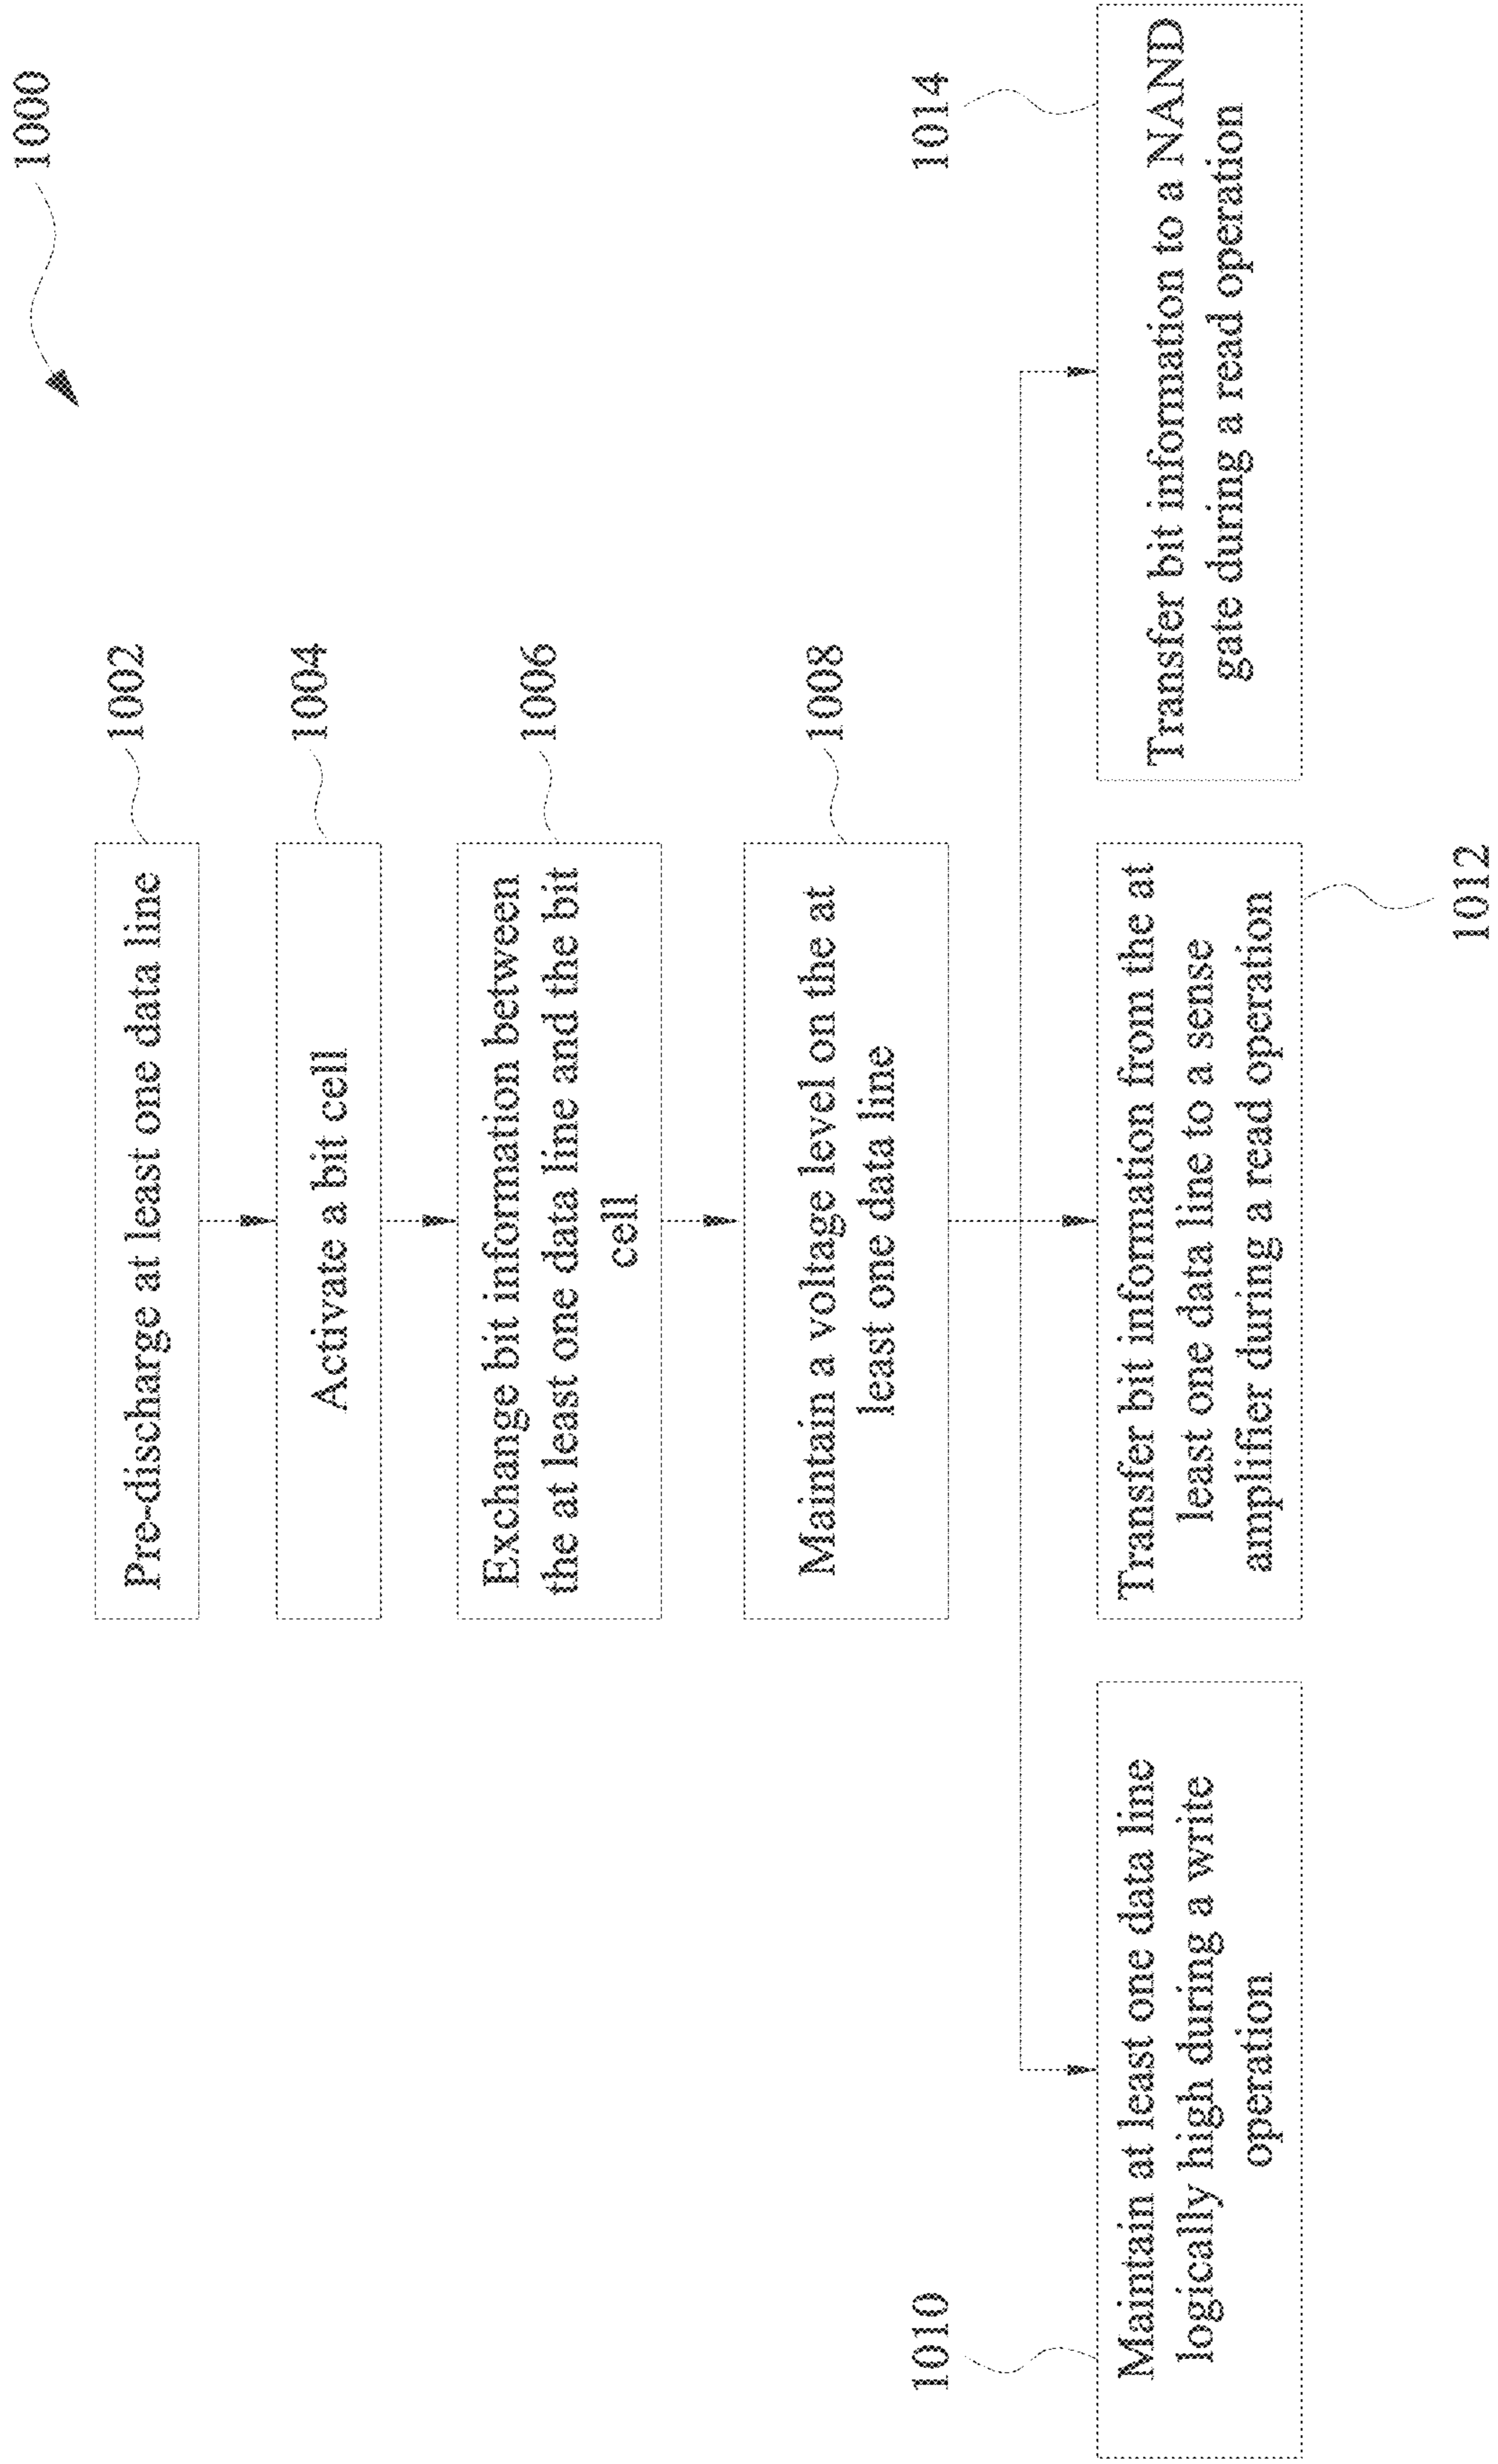 1000
Pre-discharge at least one data line
1002
Activate a bit cell
1004
Exchange bit information between
the at least one data line and the bit
cell
1006
Maintain a voltage level on the at
least one data line
1008
1010
Maintain at least one data line
logically high during a write
operation
Transfer bit information from the at
least one data line to a sense
amplifier during a read operation
1012
1014
Transfer bit information to a NAND
gate during a read operation